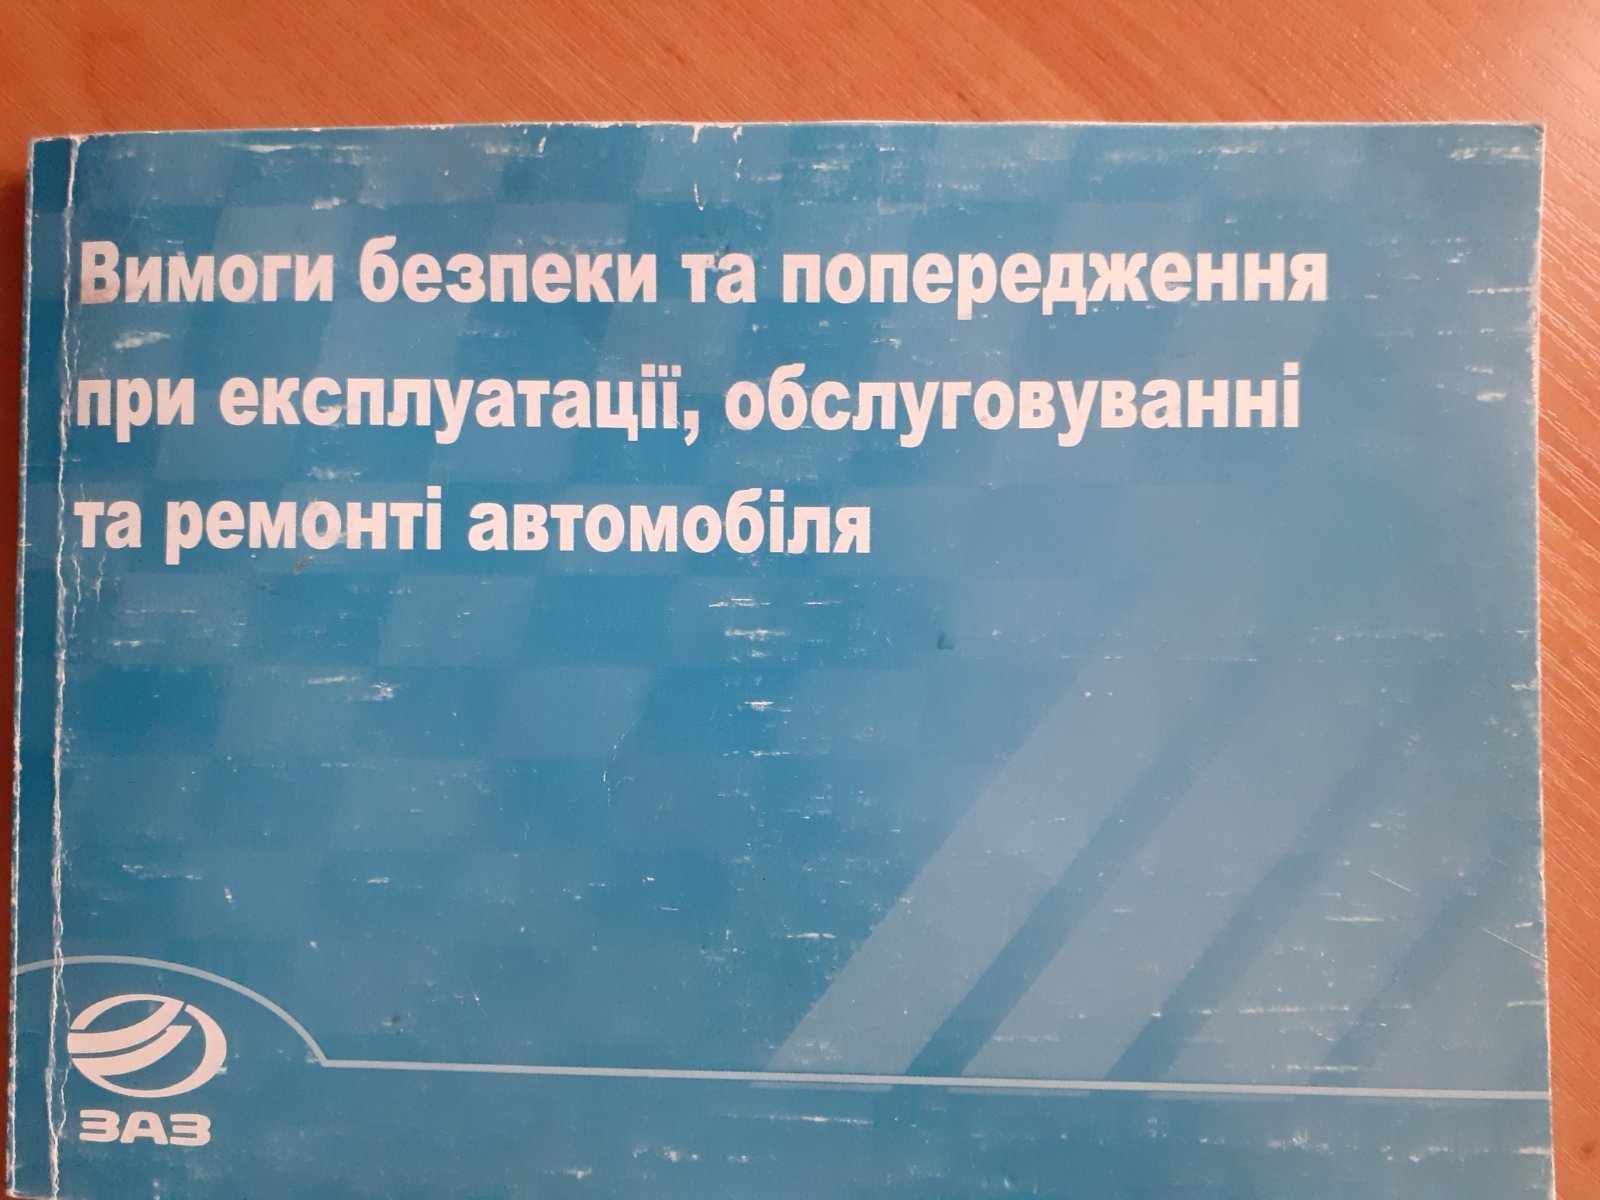 Вимоги безпеки та попередження
при експлуатації, обслуговуванні
та ремонті автомобіля
ЗАЗ